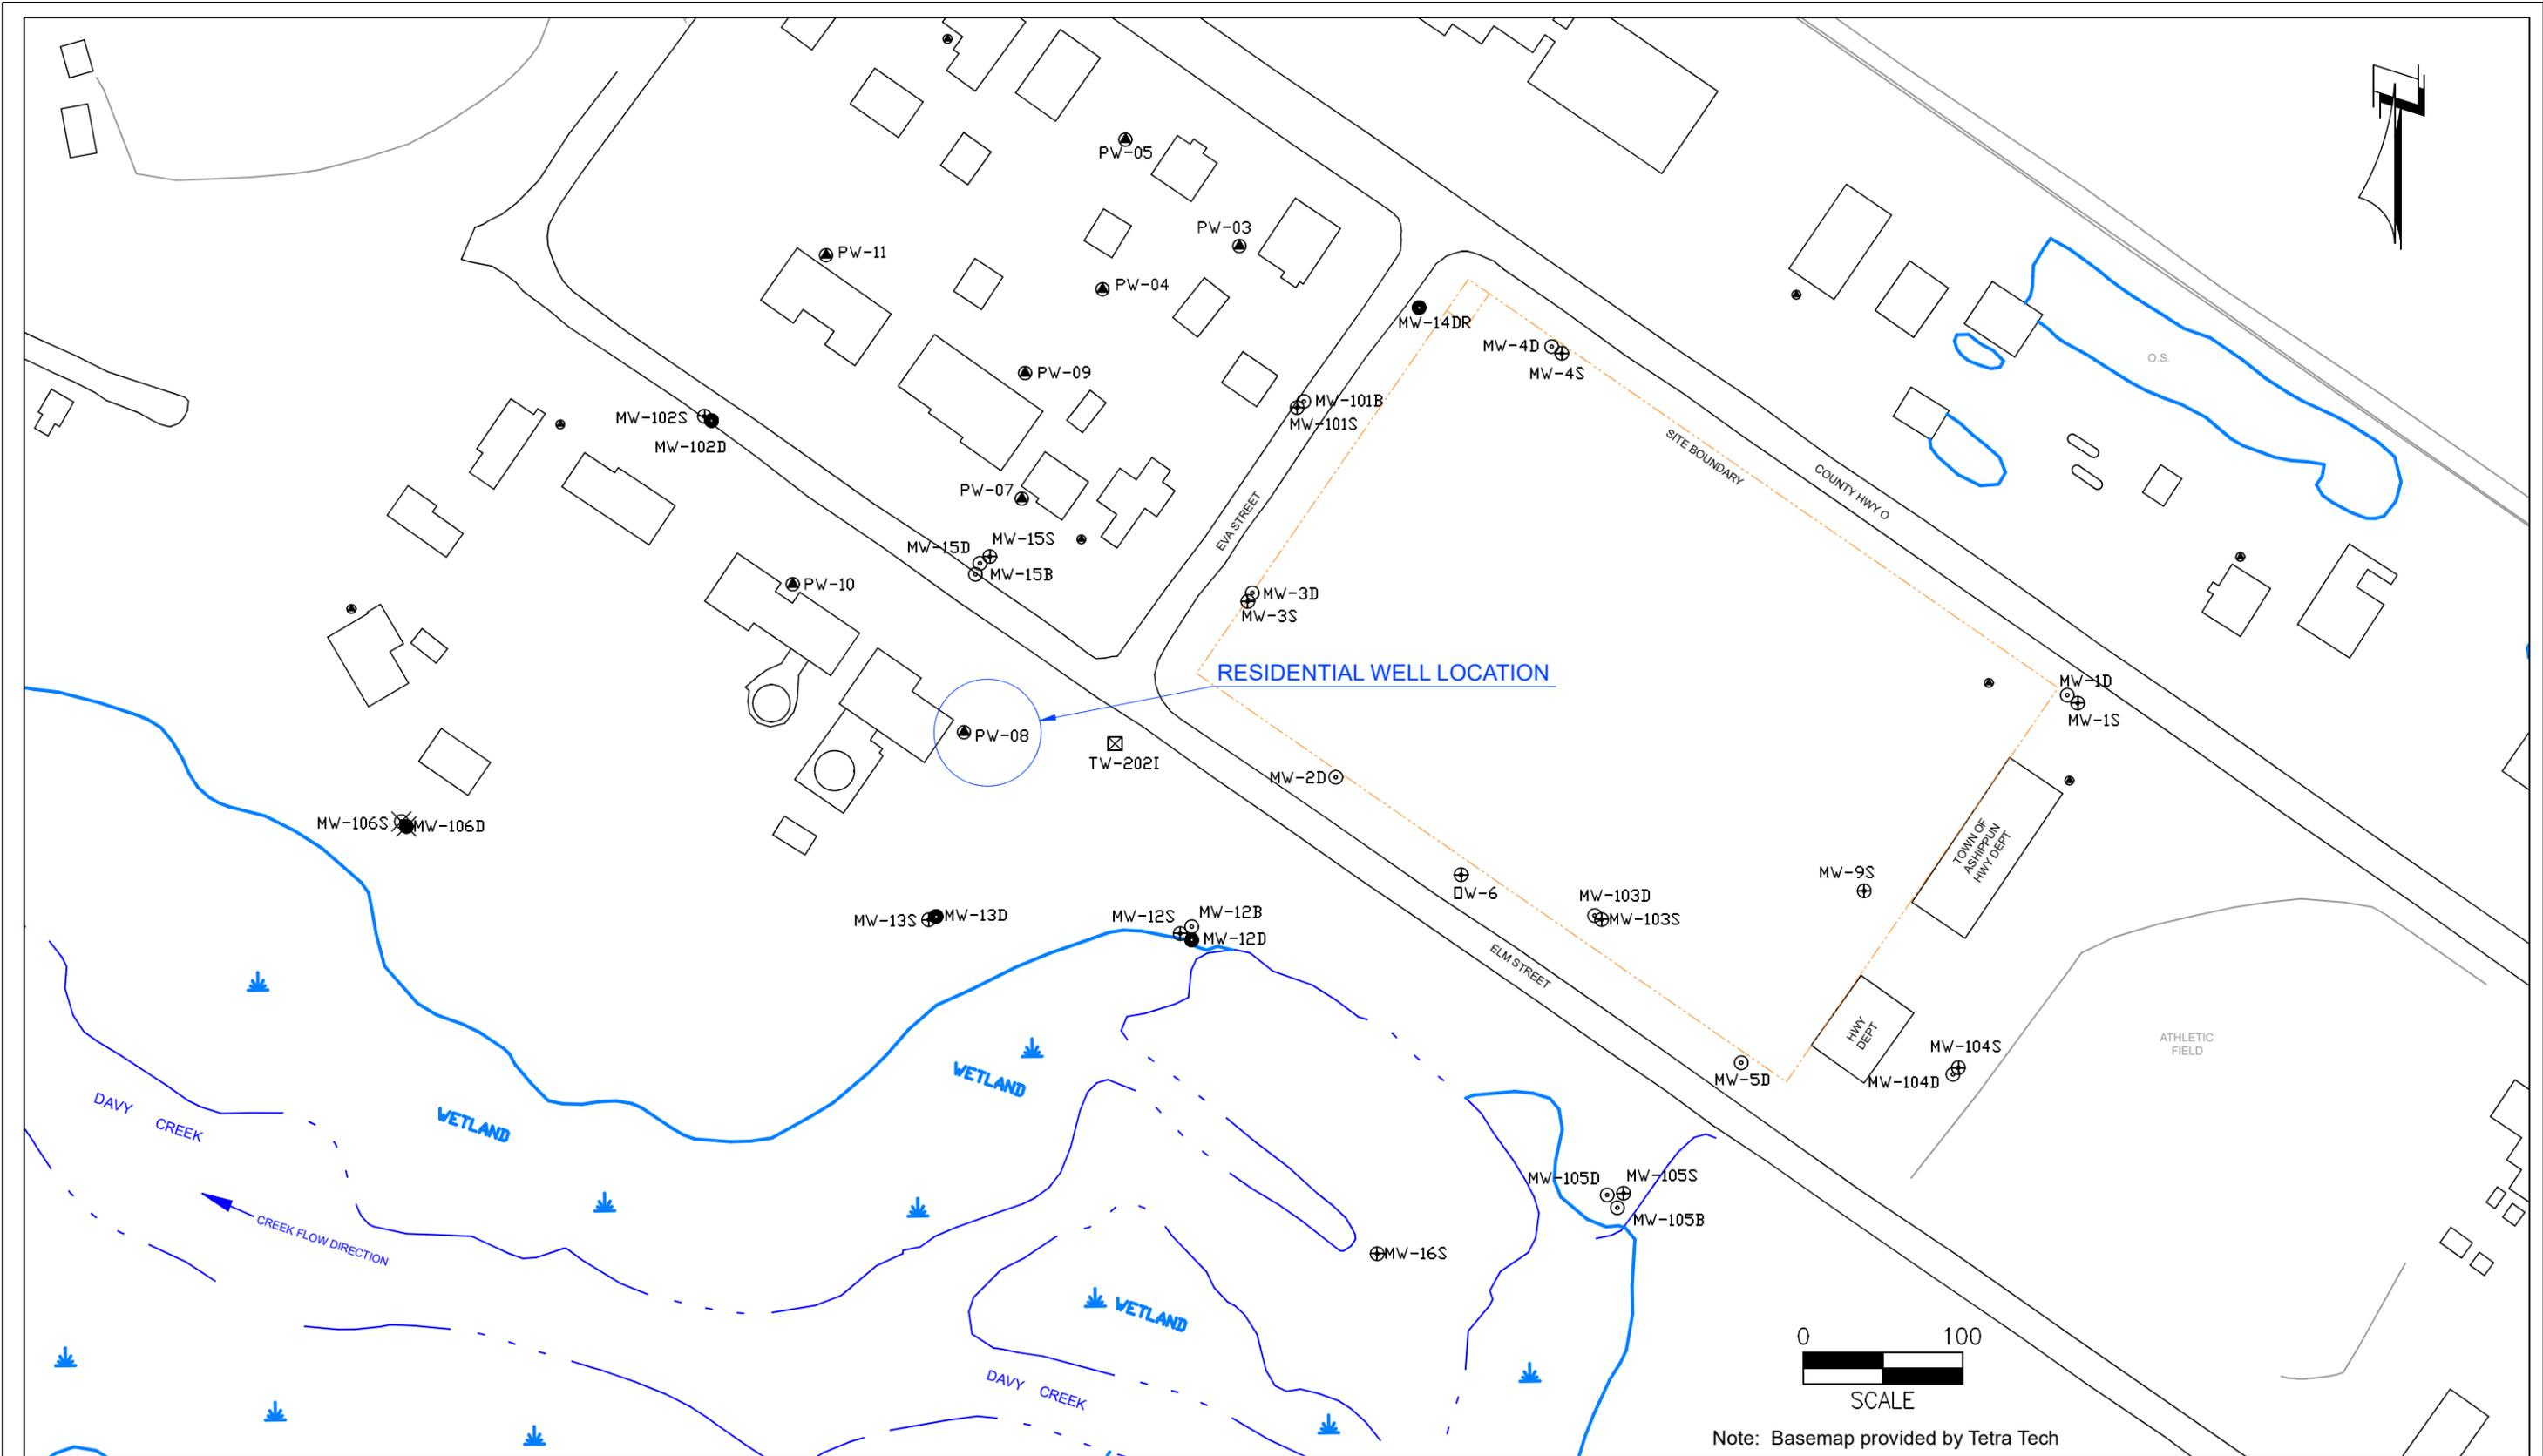 PW-05
PW-03
PW-11
PW-04
MW-14DR
MW-4D
MW-4S
O.S.
PW-09
MW-101B
MW-101S
MW-102S
MW-102D
SITE BOUNDARY
COUNTY HWY O
PW-07
EVA STREET
MW-15S
MW-15D
MW-15B
PW-10
MW-3D
MW-3S
RESIDENTIAL WELL LOCATION
MW-1D
MW-1S
PW-08
TW-202I
MW-2D
MW-106S
MW-106D
TOWN OF
ASHIPPUN
HWY DEPT
MW-9S
W-6
MW-103D
MW-103S
MW-13S
MW-13D
MW-12S
MW-12B
MW-12D
ELM STREET
HWY
DEPT
MW-104S
MW-104D
ATHLETIC
FIELD
MW-5D
WETLAND
DAVY CREEK
WETLAND
MW-105D
MW-105S
MW-105B
CREEK FLOW DIRECTION
MW-16S
WETLAND
DAVY CREEK
0 100
SCALE
Note: Basemap provided by Tetra Tech